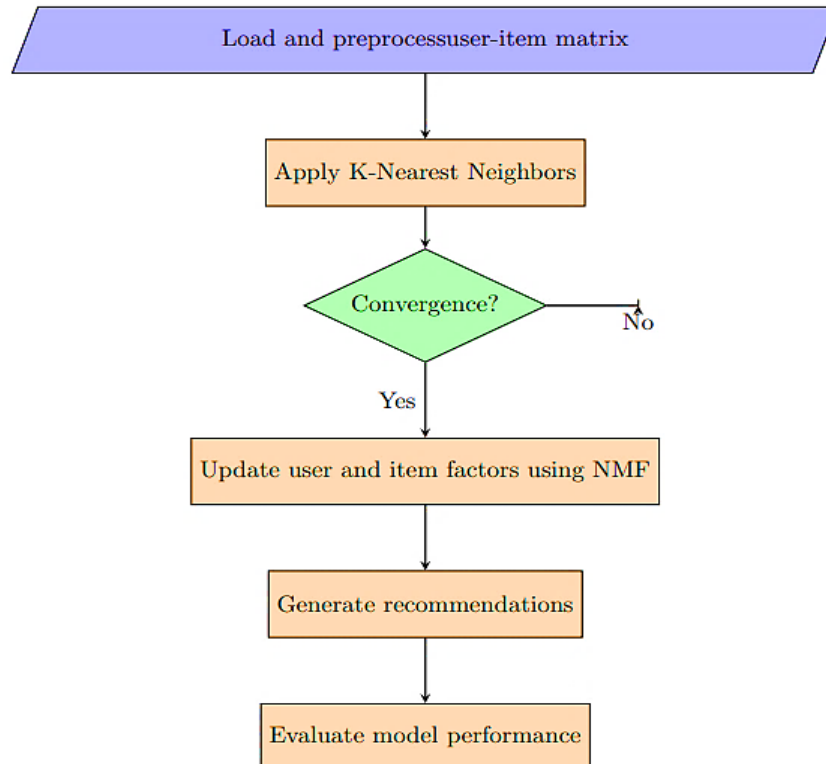 Load and preprocessuser-item matrix
Apply K-Nearest Neighbors
Convergence?
No
Yes
Update user and item factors using NMF
Generate recommendations
Evaluate model performance